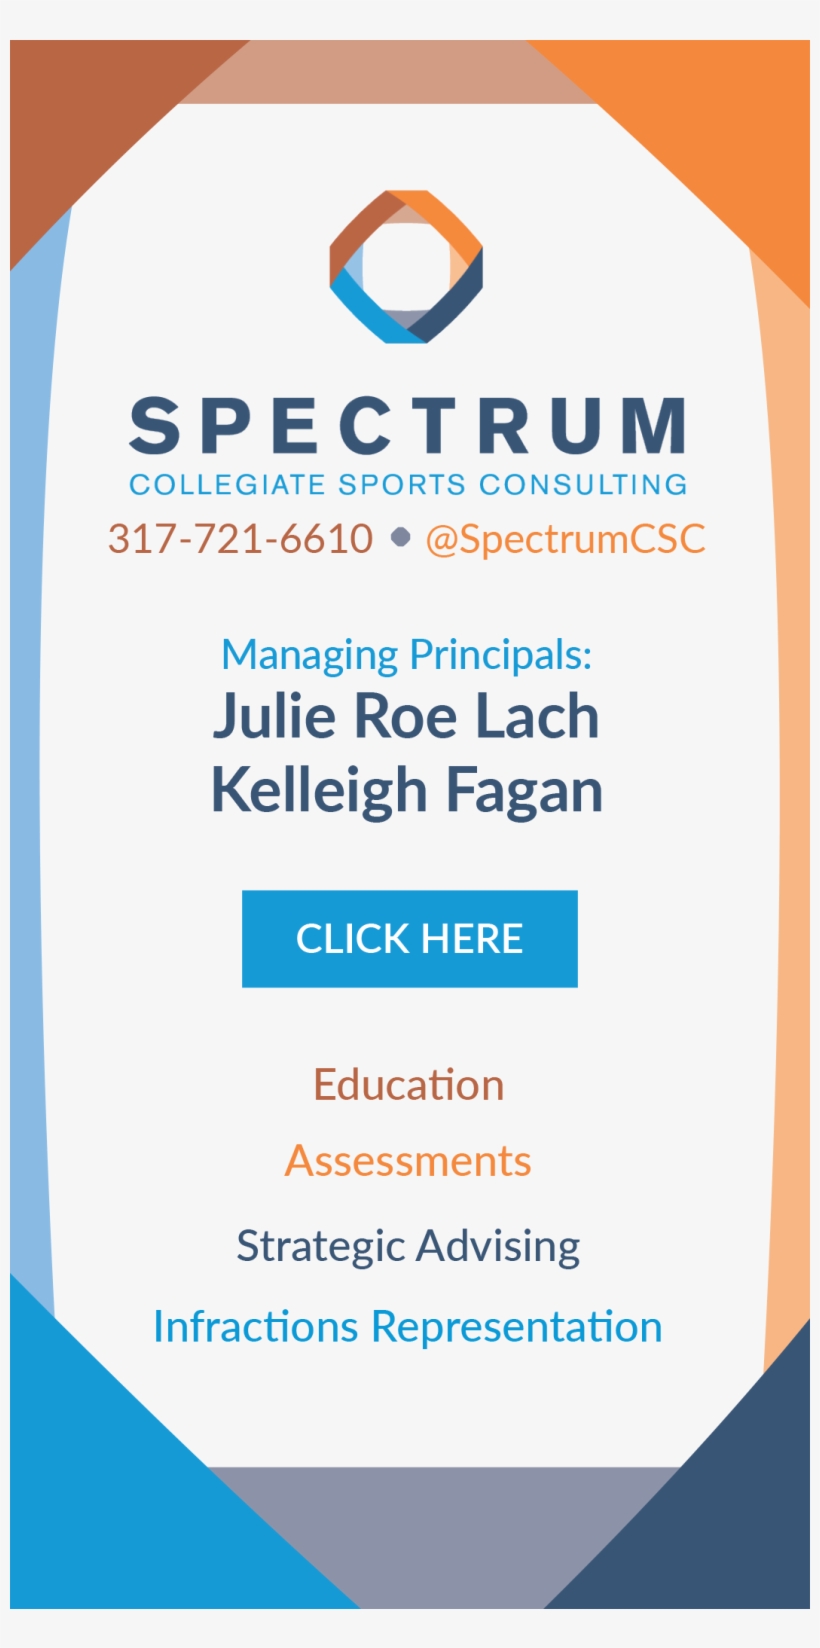 SPECTRUM
COLLEGIATE SPORTS CONSULTING
317-721-6610 • @SpectrumCSC
Managing Principals:
Julie Roe Lach
Kelleigh Fagan
CLICK HERE
Education
Assessments
Strategic Advising
Infractions Representation